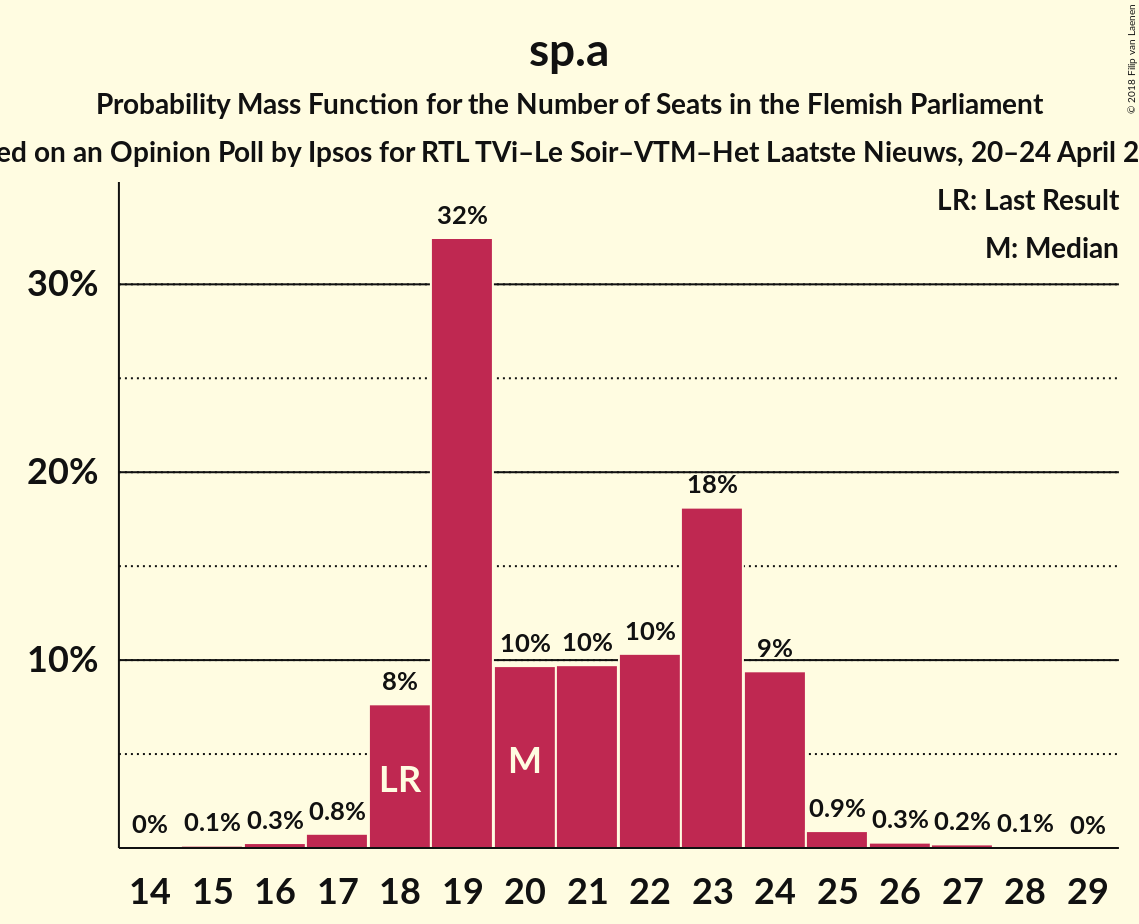 sp.a
Probability Mass Function for the Number of Seats in the Flemish Parliament
ed on an Opinion Poll by Ipsos for RTL TVi–Le Soir–VTM–Het Laatste Nieuws, 20–24 April 2
© 2018 Filip van Laenen
LR: Last Result
M: Median
30%
20%
10%
0%
0.1%
0.3%
0.8%
8%
32%
10%
10%
10%
18%
9%
0.9%
0.3%
0.2%
0.1%
0%
LR
M
14 15 16 17 18 19 20 21 22 23 24 25 26 27 28 29